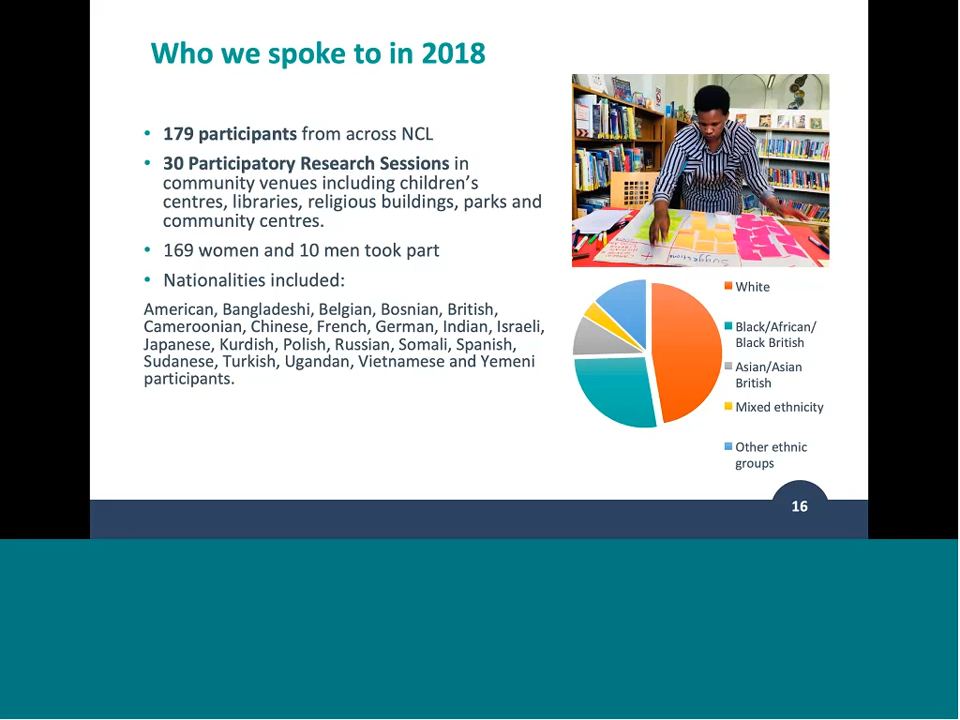 Who we spoke to in 2018
• 179 participants from across NCL
• 30 Participatory Research Sessions in
community venues including children's
centres, libraries, religious buildings, parks and
community centres.
• 169 women and 10 men took part
• Nationalities included:
American, Bangladeshi, Belgian, Bosnian, British,
Cameroonian, Chinese, French, German, Indian, Israeli,
Japanese, Kurdish, Polish, Russian, Somali, Spanish,
Sudanese, Turkish, Ugandan, Vietnamese and Yemeni
participants.
Suggestions
White
Black/African/
Black British
Asian/Asian
British
Mixed ethnicity
Other ethnic
groups
16